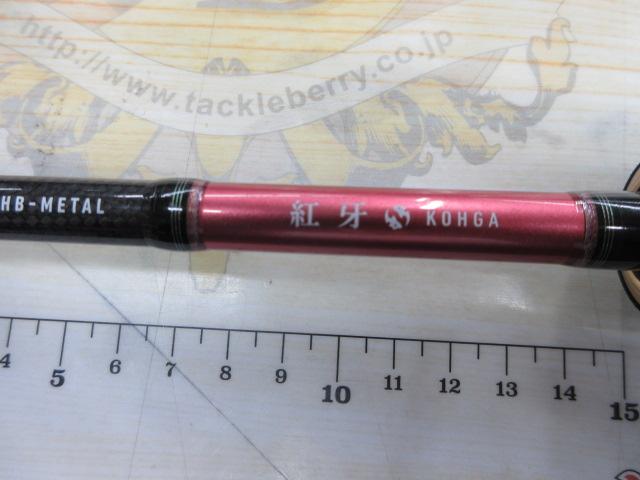 http://www.tackleberry.co.jp
HB-METAL 紅牙 KOHGA
4 5 6 7 8 9 10 11 12 13 14 15